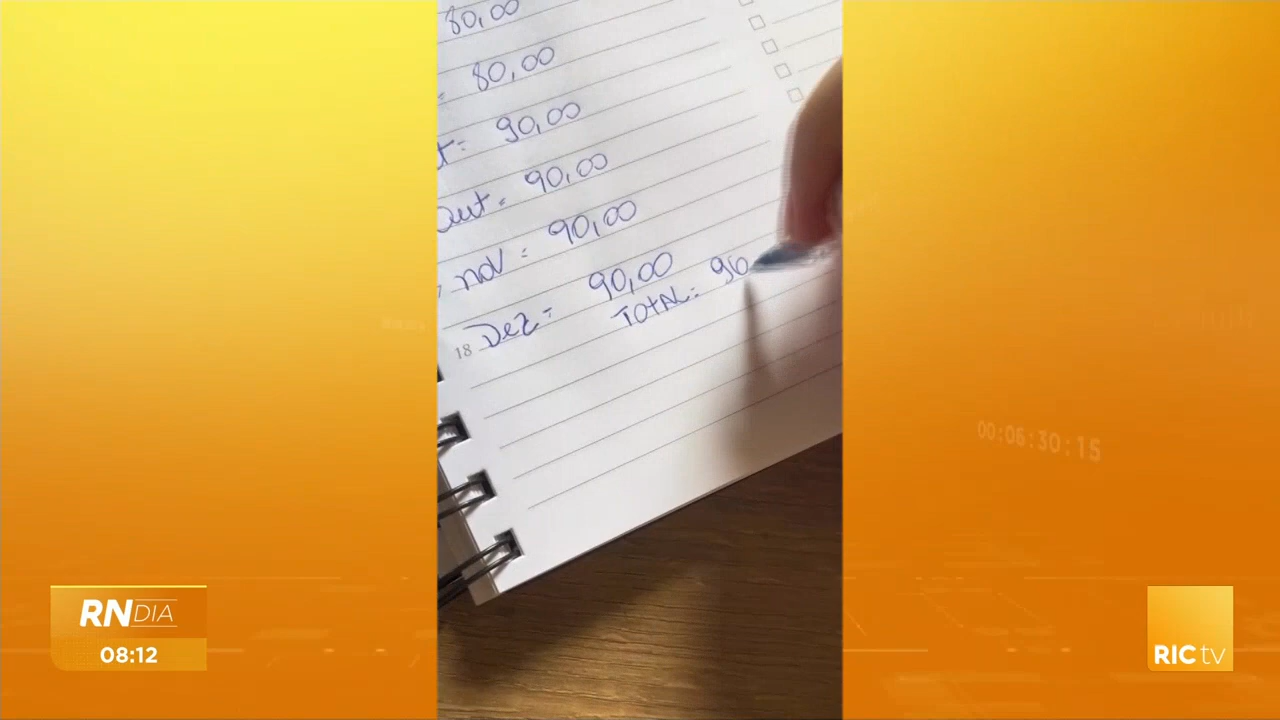 80,00
80,00
90,00
Out = 90,00
nov = 90,00
Dez = 90,00
TOTAL: 90
18
00:06:30:15
RN DIA
08:12
RIC tv